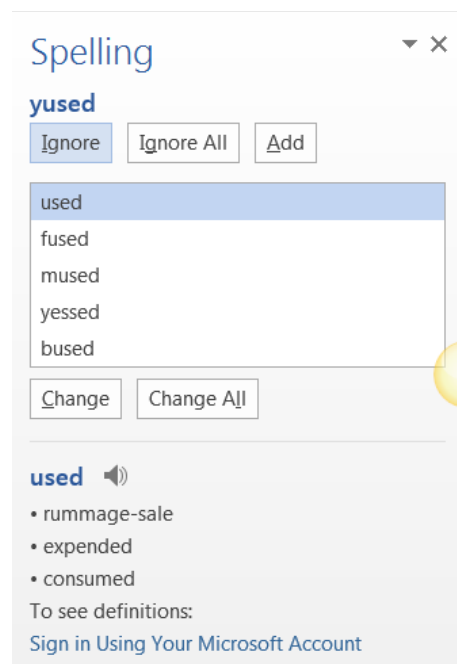 Spelling
yused
Ignore Ignore All Add
used
fused
mused
yessed
bused
Change Change All
used
• rummage-sale
• expended
• consumed
To see definitions:
Sign in Using Your Microsoft Account